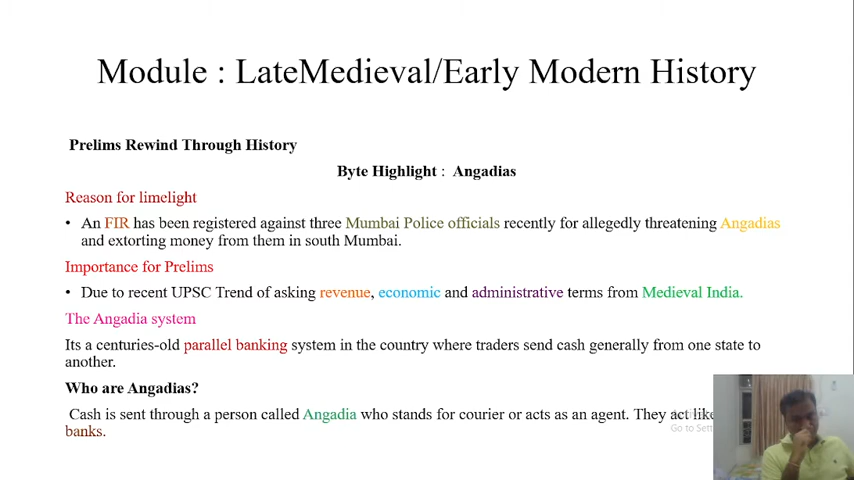 Module : LateMedieval/Early Modern History
Prelims Rewind Through History
Byte Highlight : Angadias
Reason for limelight
• An FIR has been registered against three Mumbai Police officials recently for allegedly threatening Angadias
and extorting money from them in south Mumbai.
Importance for Prelims
• Due to recent UPSC Trend of asking revenue, economic and administrative terms from Medieval India.
The Angadia system
Its a centuries-old parallel banking system in the country where traders send cash generally from one state to
another.
Who are Angadias?
Cash is sent through a person called Angadia who stands for courier or acts as an agent. They act like
banks.
Go to Sett